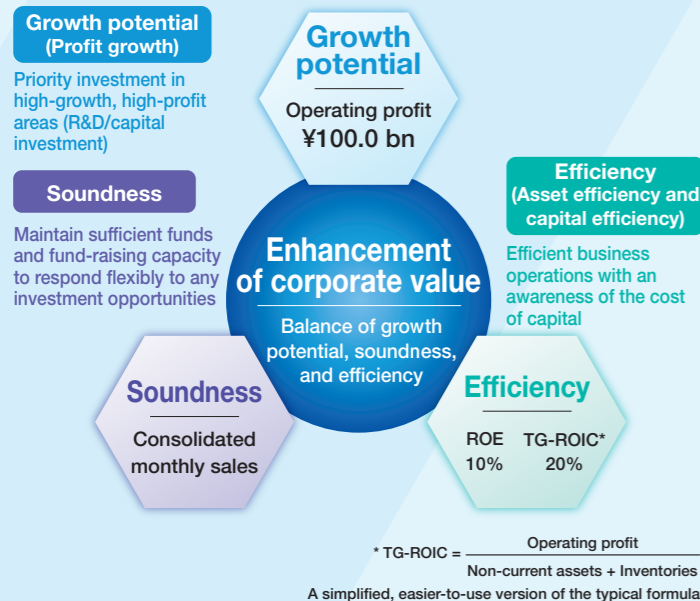 Growth potential
(Profit growth)
Priority investment in
high-growth, high-profit
areas (R&D/capital
investment)
Growth
potential
Operating profit
¥100.0 bn
Soundness
Maintain sufficient funds
and fund-raising capacity
to respond flexibly to any
investment opportunities
Efficiency
(Asset efficiency and
capital efficiency)
Efficient business
operations with an
awareness of the cost
of capital
Enhancement
of corporate value
Balance of growth
potential, soundness,
and efficiency
Soundness
Consolidated
monthly sales
Efficiency
ROE TG-ROIC*
10% 20%
* TG-ROIC = Operating profit
Non-current assets + Inventories
A simplified, easier-to-use version of the typical formula